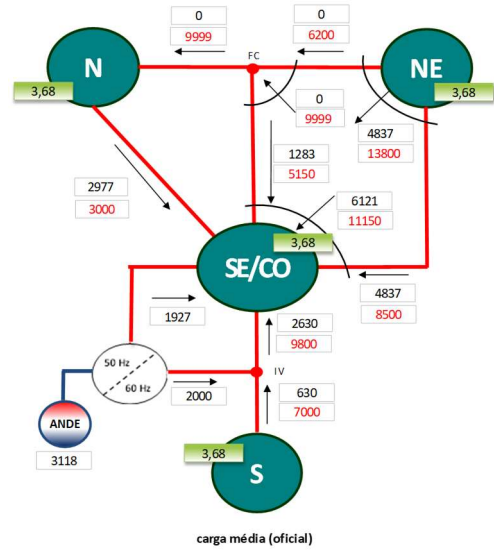 0
9999
0
6200
FC
N
NE
3,68
3,68
0
9999
4837
13800
1283
5150
2977
3000
6121
11150
3,68
SE/CO
4837
8500
1927
2630
9800
50 Hz
60 Hz
IV
2000
630
7000
ANDE
3118
3,68
S
carga média (oficial)